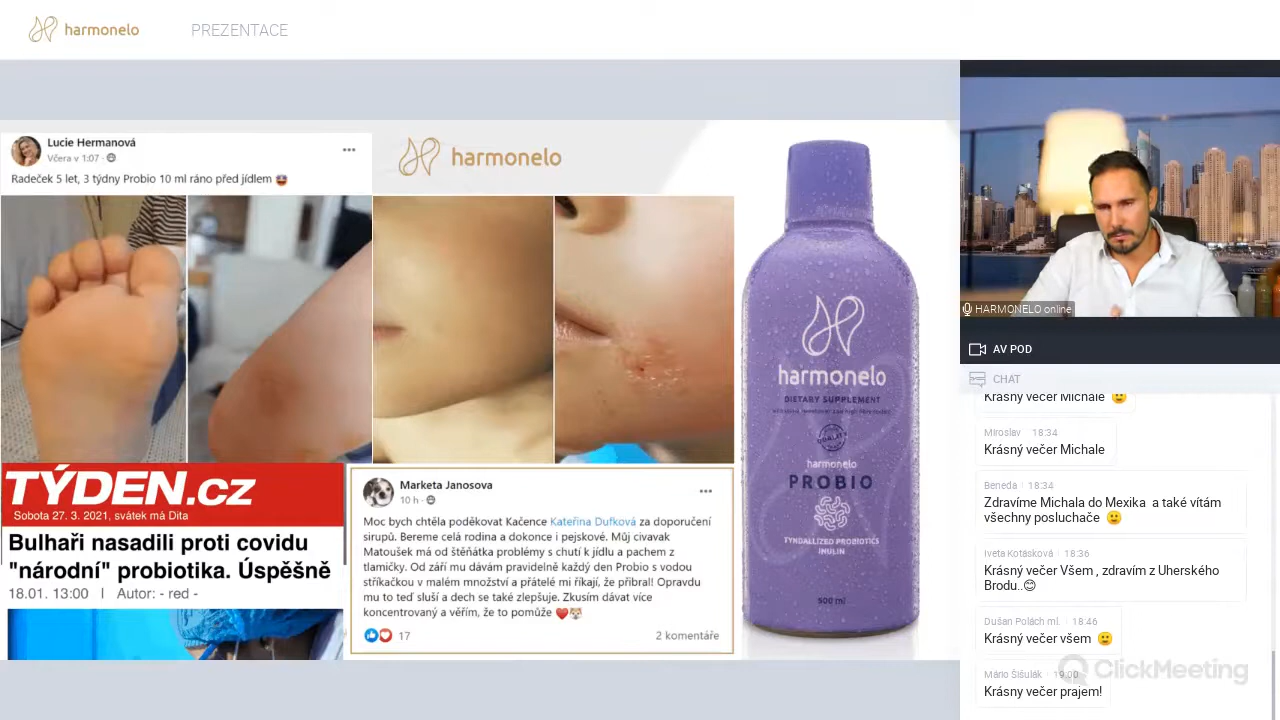 harmonelo
PREZENTACE
Lucie Hermanová
Včera v 1:07
Radeček 5 let, 3 týdny Probio 10 ml ráno před jídlem
harmonelo
TÝDEN.cz
Sobota 27. 3. 2021, svátek má Dita
Bulhaři nasadili proti covidu
"národní" probiotika. Úspěšně
18.01. 13:00 I Autor: - red -
Marketa Janosova
10 h
Moc bych chtěla poděkovat Kačence Kateřina Dufková za doporučení
sirupů. Bereme celá rodina a dokonce i pejskové. Můj civavak
Matoušek má od štěňátka problémy s chutí k jídlu a pachem z
tlamičky. Od září mu dávám pravidelně každý den Probio s vodou
stříkačkou v malém množství a přátelé mi říkají, že přibral! Opravdu
mu to teď sluší a dech se také zlepšuje. Zkusím dávat více
koncentrovaný a věřím, že to pomůže
17
2 komentáře
harmonelo
DIETARY SUPPLEMENT
QUALITY
harmonelo
PROBIO
TYNDALLIZED PROBIOTICS
INULIN
500 ml
HARMONELO online
AV POD
CHAT
Krásný večer Michale
Miroslav 18:34
Krásný večer Michale
Beneda 18:34
Zdravíme Michala do Mexika a také vítám
všechny posluchače
Iveta Kotásková 18:36
Krásný večer Všem , zdravím z Uherského
Brodu..
Dušan Polách ml. 18:46
Krásný večer všem
Mário Šišulák 19:00
Krásny večer prajem!
ClickMeeting